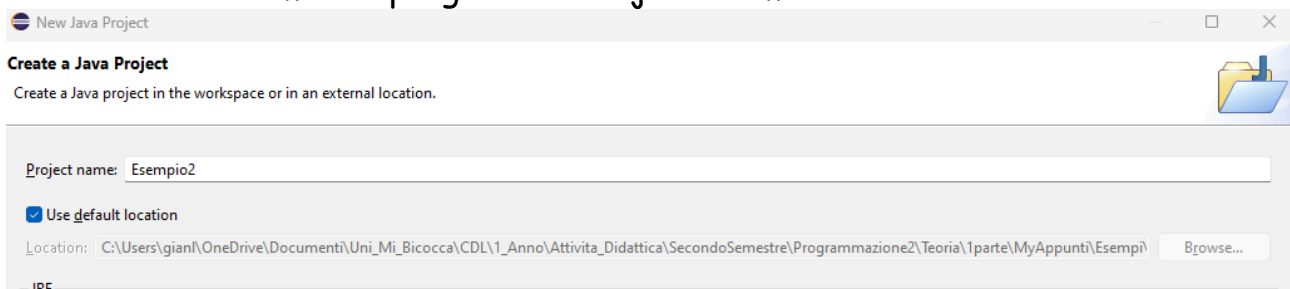 New Java Project
Create a Java Project
Create a Java project in the workspace or in an external location.
Project name: Esempio2
Use default location
Location: C:\Users\gianl\OneDrive\Documenti\Uni_Mi_Bicocca\CDL\1_Anno\Attivita_Didattica\SecondoSemestre\Programmazione2\Teoria\1parte\MyAppunti\Esempi\ Browse...
JRE